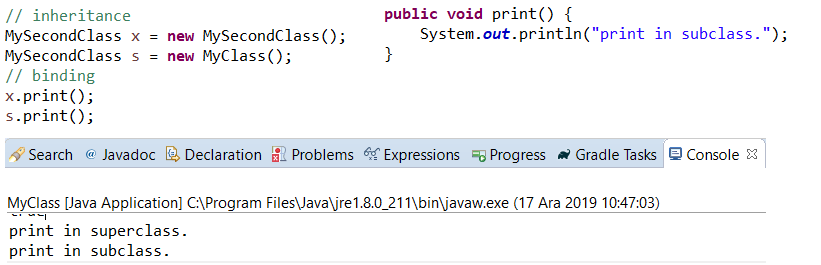 // inheritance
MySecondClass x = new MySecondClass();
MySecondClass s = new MyClass();
// binding
x.print();
s.print();
public void print() {
System.out.println("print in subclass.");
}
Search @ Javadoc Declaration Problems Expressions Progress Gradle Tasks Console
MyClass [Java Application] C:\Program Files\Java\jre1.8.0_211\bin\javaw.exe (17 Ara 2019 10:47:03)
print in superclass.
print in subclass.